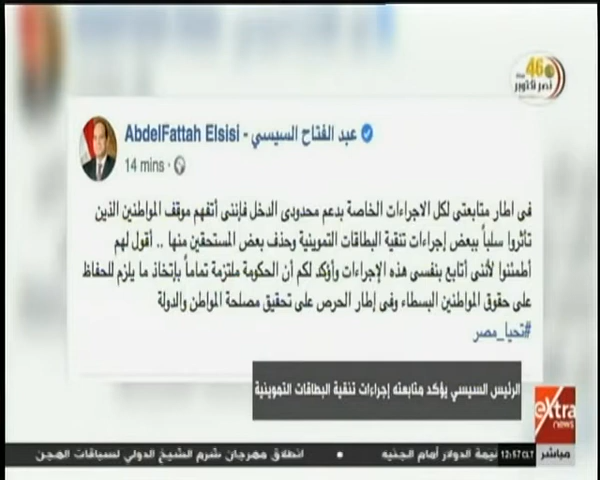 46
نصر أكتوبر
AbdelFattah Elsisi - عبد الفتاح السيسي
14 mins ·
فى اطار متابعتى لكل الاجراءات الخاصة بدعم محدودى الدخل فإننى أتفهم موقف المواطنين الذين
تأثروا سلباً ببعض إجراءات تنقية البطاقات التموينية وحذف بعض المستحقين منها .. أقول لهم
أطمئنوا لأننى أتابع بنفسى هذه الإجراءات وأؤكد لكم أن الحكومة ملتزمة تماماً بإتخاذ ما يلزم للحفاظ
على حقوق المواطنين البسطاء وفى إطار الحرص على تحقيق مصلحة المواطن والدولة
#تحيا_مصر
الرئيس السيسي يؤكد متابعته إجراءات تنقية البطاقات التموينية
extra
news
مباشر
12:57 CLT
قيمة الدولار أمام الجنيه
انطلاق مهرجان شرم الشيخ الدولي لسباقات الهجن